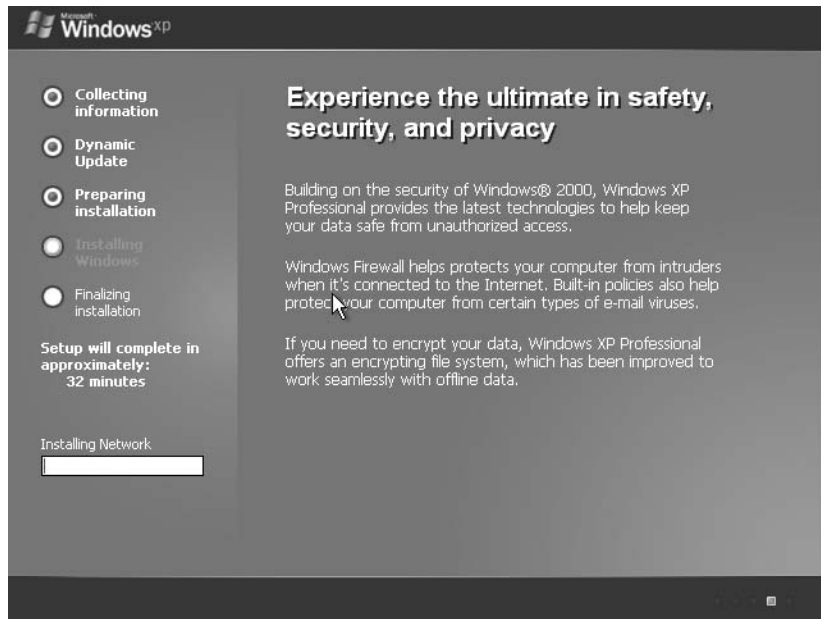 Microsoft
Windows xp
Collecting
information
Dynamic
Update
Preparing
installation
Installing
Windows
Finalizing
installation
Setup will complete in
approximately:
32 minutes
Installing Network
Experience the ultimate in safety,
security, and privacy
Building on the security of Windows® 2000, Windows XP
Professional provides the latest technologies to help keep
your data safe from unauthorized access.
Windows Firewall helps protects your computer from intruders
when it's connected to the Internet. Built-in policies also help
protect your computer from certain types of e-mail viruses.
If you need to encrypt your data, Windows XP Professional
offers an encrypting file system, which has been improved to
work seamlessly with offline data.